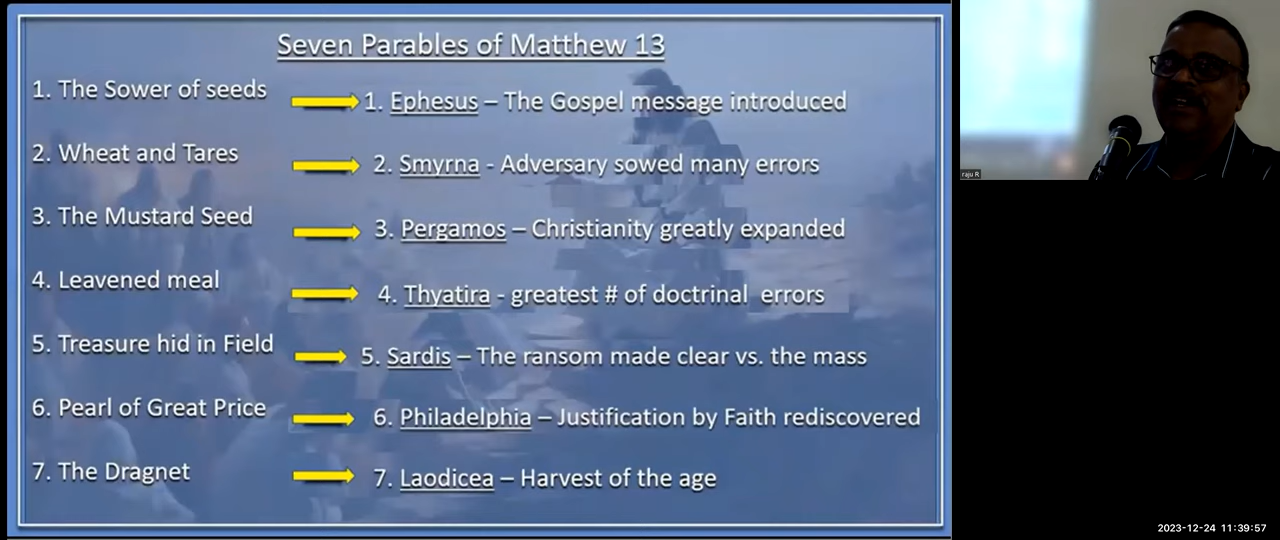 Seven Parables of Matthew 13
1. The Sower of seeds
1. Ephesus – The Gospel message introduced
2. Wheat and Tares
2. Smyrna - Adversary sowed many errors
3. The Mustard Seed
3. Pergamos – Christianity greatly expanded
4. Leavened meal
4. Thyatira - greatest # of doctrinal errors
5. Treasure hid in Field
5. Sardis – The ransom made clear vs. the mass
6. Pearl of Great Price
6. Philadelphia – Justification by Faith rediscovered
7. The Dragnet
7. Laodicea – Harvest of the age
raju R
2023-12-24 11:39:57